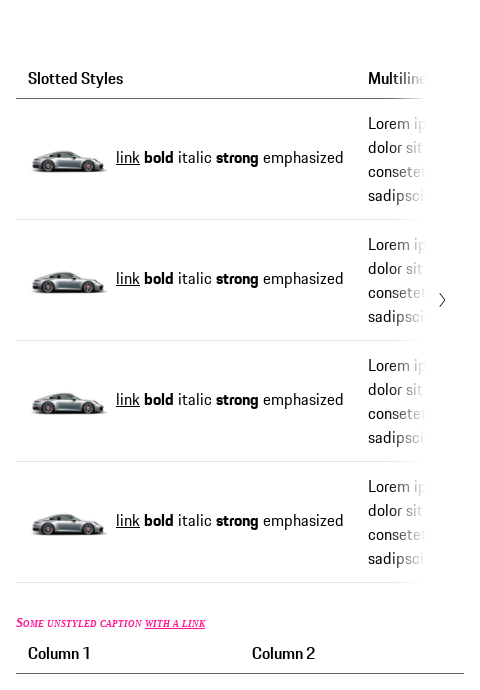 Slotted Styles Multiline
link bold italic strong emphasized
Lorem ip
dolor sit
consetet
sadipsci
link bold italic strong emphasized
Lorem ip
dolor sit
consetet
sadipsci
link bold italic strong emphasized
Lorem ip
dolor sit
consetet
sadipsci
link bold italic strong emphasized
Lorem ip
dolor sit
consetet
sadipsci
Some unstyled caption with a link
Column 1 Column 2